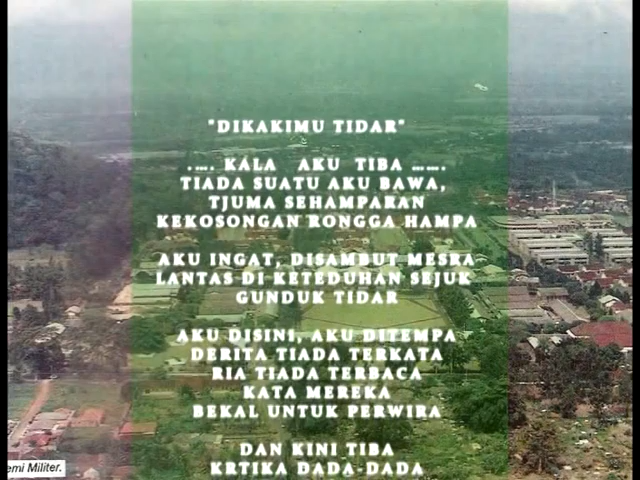 "DIKAKIMU TIDAR"
..... KALA AKU TIBA .......
TIADA SUATU AKU BAWA,
TJUMA SEHAMPARAN
KEKOSONGAN RONGGA HAMPA
AKU INGAT, DISAMBUT MESRA
LANTAS DI KETEDUHAN SEJUK
GUNDUK TIDAR
AKU DISINI, AKU DITEMPA
DERITA TIADA TERKATA
RIA TIADA TERBACA
KATA MEREKA
BEKAL UNTUK PERWIRA
DAN KINI TIBA
KRTIKA DADA-DADA
emi Militer.